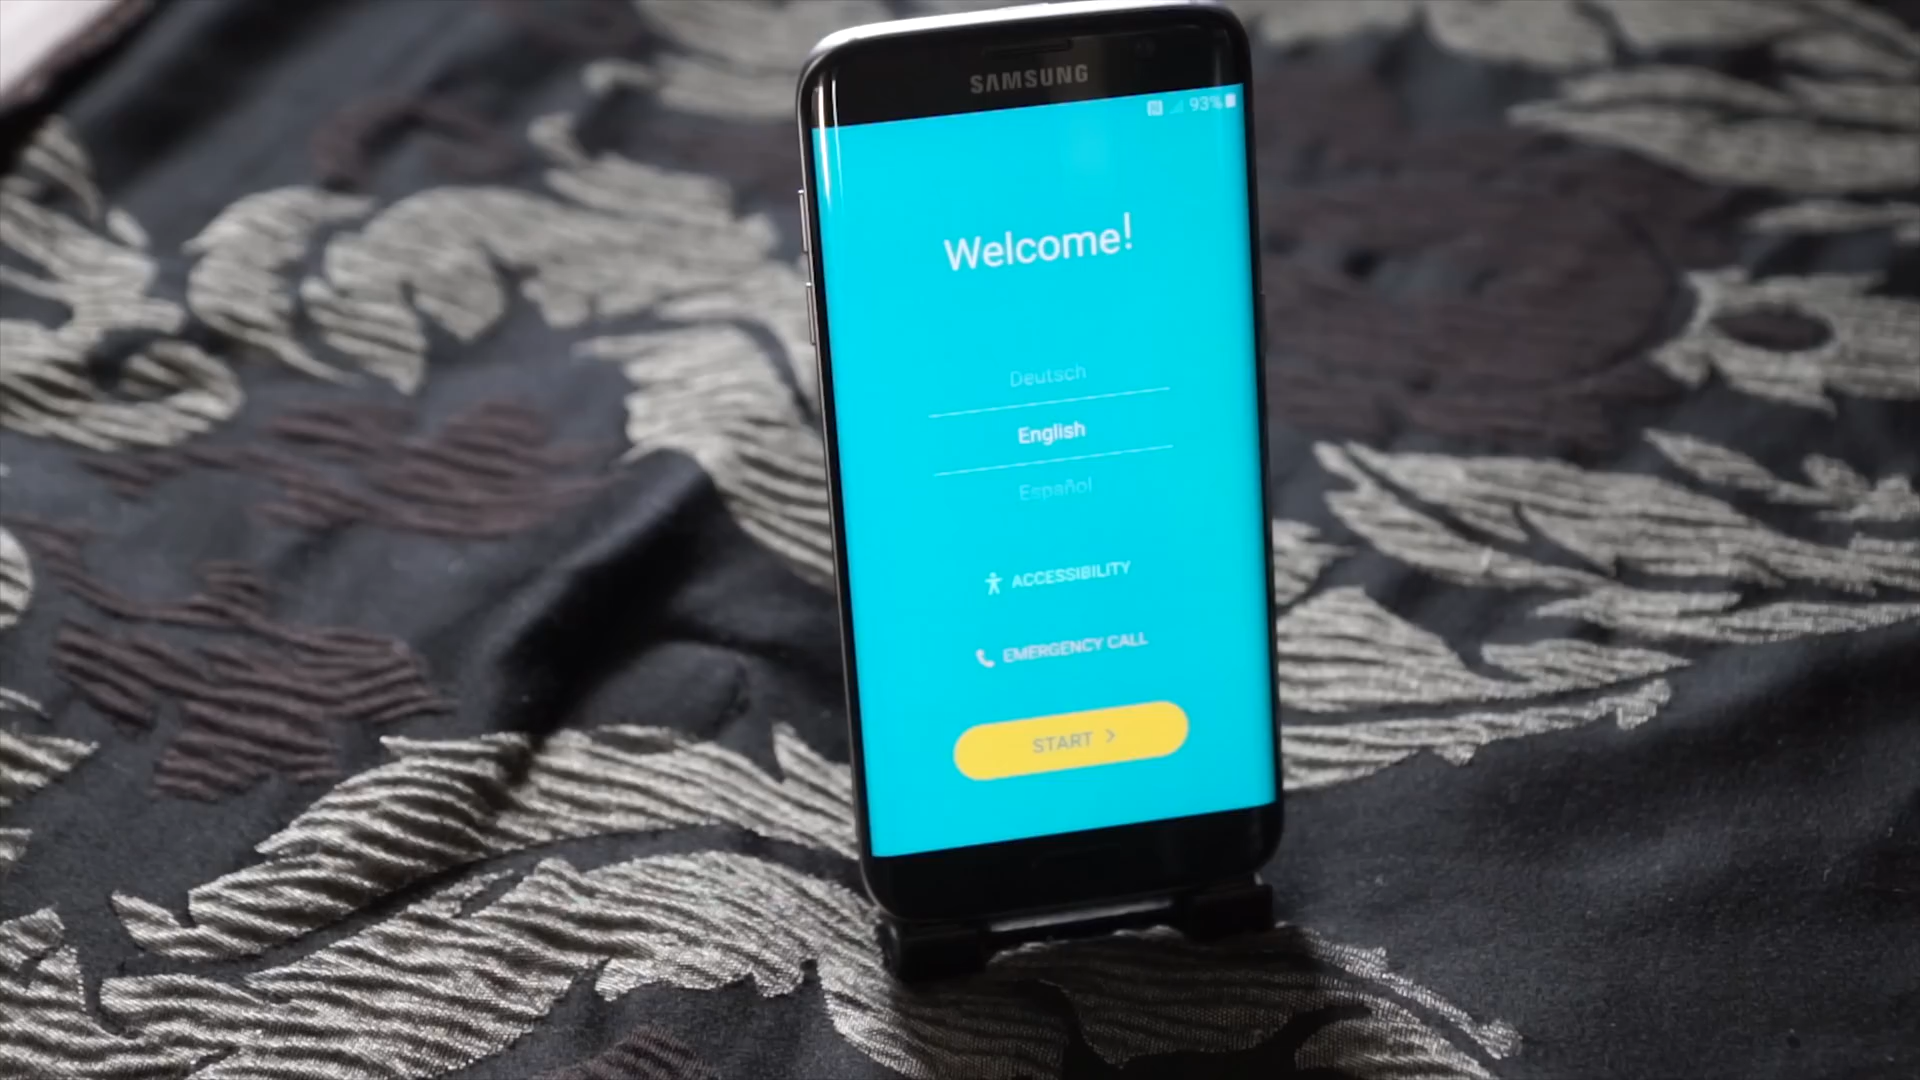 SAMSUNG
93%
Welcome!
Deutsch
English
Español
ACCESSIBILITY
EMERGENCY CALL
START >